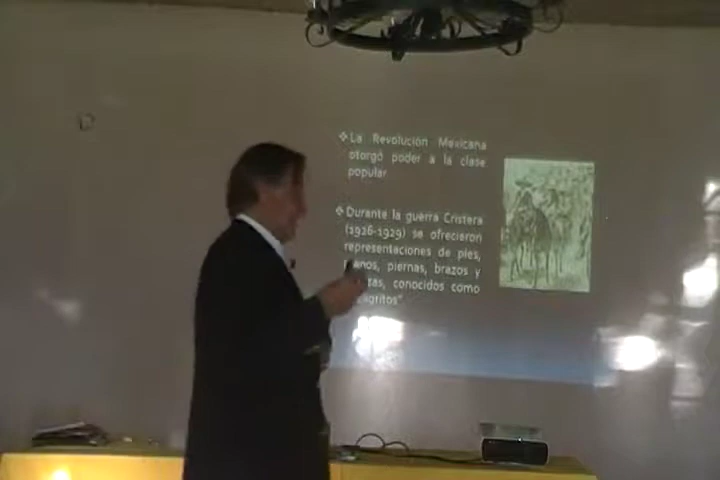 ❖La Revolución Mexicana
otorgó poder a la clase
popular
❖Durante la guerra Cristera
(1926-1929) se ofrecieron
representaciones de pies,
piernas, brazos y
conocidos como